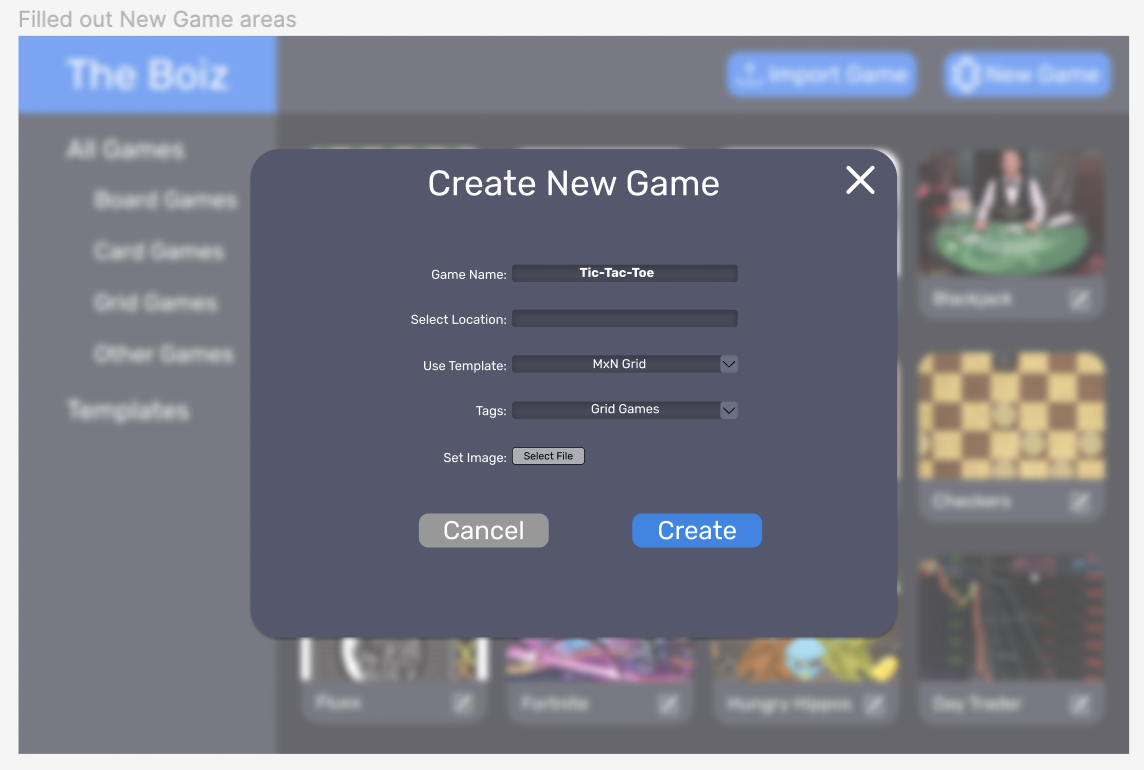 Filled out New Game areas
The Boiz
Import Game
New Game
All Games
Board Games
Card Games
Grid Games
Other Games
Templates
Create New Game
Game Name: Tic-Tac-Toe
Select Location:
Use Template: MxN Grid
Tags: Grid Games
Set Image: Select File
Cancel
Create
Blackjack
Checkers
Fluxx
Fortnite
Hungry Hippos
Day Trader